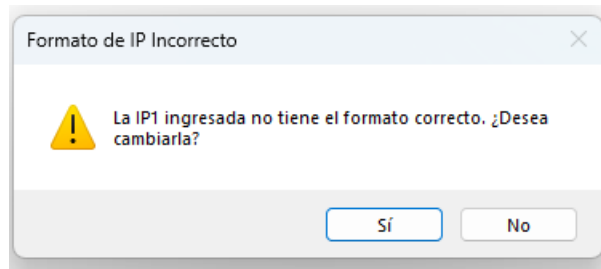 Formato de IP Incorrecto
La IP1 ingresada no tiene el formato correcto. ¿Desea
cambiarla?
Sí
No